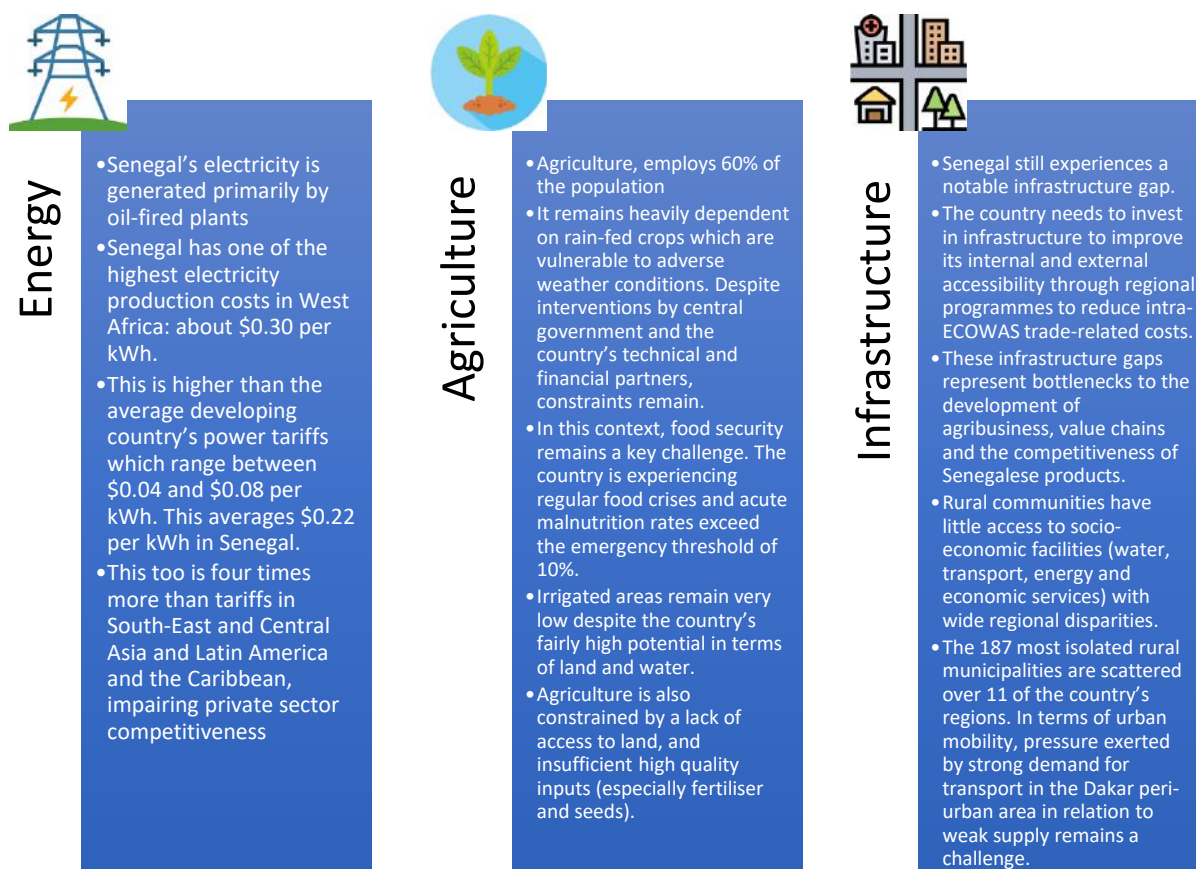 Energy
•Senegal's electricity is
generated primarily by
oil-fired plants
•Senegal has one of the
highest electricity
production costs in West
Africa: about $0.30 per
kWh.
•This is higher than the
average developing
country's power tariffs
which range between
$0.04 and $0.08 per
kWh. This averages $0.22
per kWh in Senegal.
•This too is four times
more than tariffs in
South-East and Central
Asia and Latin America
and the Caribbean,
impairing private sector
competitiveness
Agriculture
•Agriculture, employs 60% of
the population
•It remains heavily dependent
on rain-fed crops which are
vulnerable to adverse
weather conditions. Despite
interventions by central
government and the
country's technical and
financial partners,
constraints remain.
•In this context, food security
remains a key challenge. The
country is experiencing
regular food crises and acute
malnutrition rates exceed
the emergency threshold of
10%.
•Irrigated areas remain very
low despite the country's
fairly high potential in terms
of land and water.
•Agriculture is also
constrained by a lack of
access to land, and
insufficient high quality
inputs (especially fertiliser
and seeds).
Infrastructure
•Senegal still experiences a
notable infrastructure gap.
•The country needs to invest
in infrastructure to improve
its internal and external
accessibility through regional
programmes to reduce intra-
ECOWAS trade-related costs.
•These infrastructure gaps
represent bottlenecks to the
development of
agribusiness, value chains
and the competitiveness of
Senegalese products.
•Rural communities have
little access to socio-
economic facilities (water,
transport, energy and
economic services) with
wide regional disparities.
•The 187 most isolated rural
municipalities are scattered
over 11 of the country's
regions. In terms of urban
mobility, pressure exerted
by strong demand for
transport in the Dakar peri-
urban area in relation to
weak supply remains a
challenge.